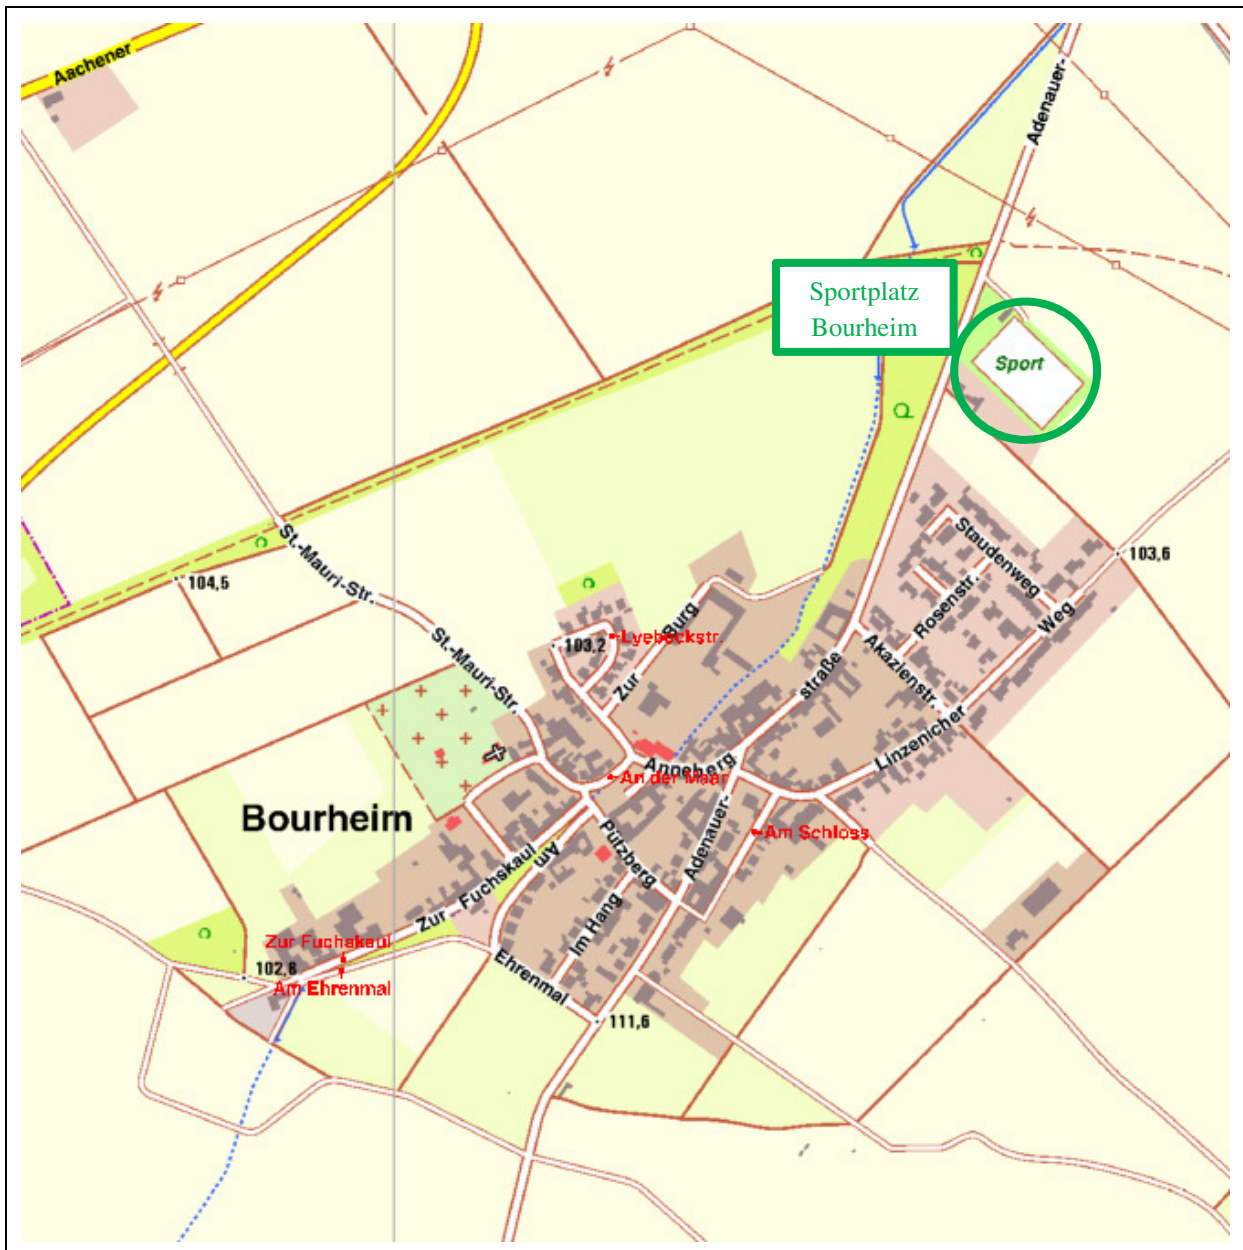 Aachener
Adenauer-
Sportplatz
Bourheim
Sport
St.-Mauri-Str.
104,5
103,6
Staudenweg
Rosenstr.
Weg
Lyebeckstr.
103,2
Zur Burg
St.-Mauri-Str.
Akazienstr.
straße
Linzenicher
Anneberg
An der Maar
Bourheim
Am Schloss
Pützberg
Adenauer-
Am
Zur Fuchskaul
Im Hang
Zur Fuchskaul
Ehrenmal
102,8
Am Ehrenmal
111,6